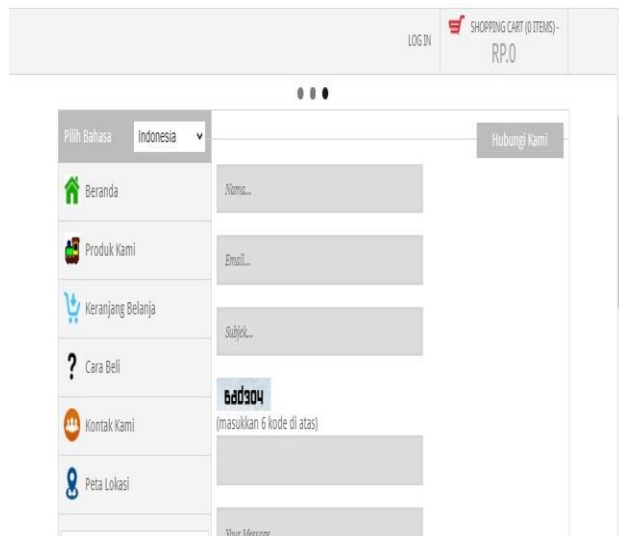 LOG IN
SHOPPING CART (0 ITEMS) -
RP.0
Pilih Bahasa
Indonesia
Hubungi Kami
Beranda
Produk Kami
Keranjang Belanja
Cara Beli
Kontak Kami
Peta Lokasi
Nama...
Email...
Subjek...
6ad304
(masukkan 6 kode di atas)
Your Message